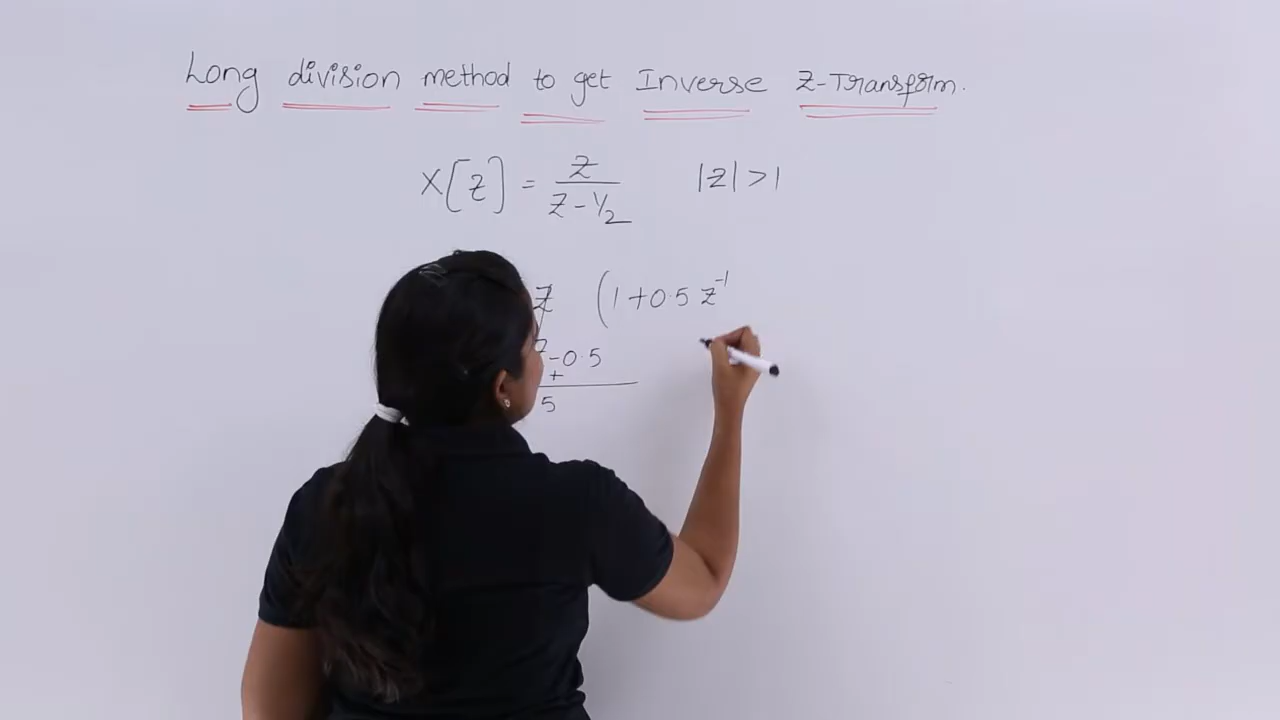 Long division method to get Inverse Z-Transform.
X[Z] = Z / Z - 1/2 |Z| > 1
Z (1 + 0.5 Z^-1
- 0.5
+
5